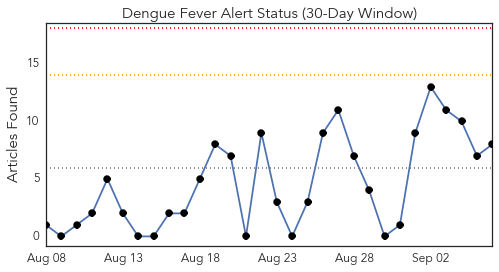 Dengue Fever Alert Status (30-Day Window)
Articles Found
15
10
5
0
Aug 08 Aug 13 Aug 18 Aug 23 Aug 28 Sep 02